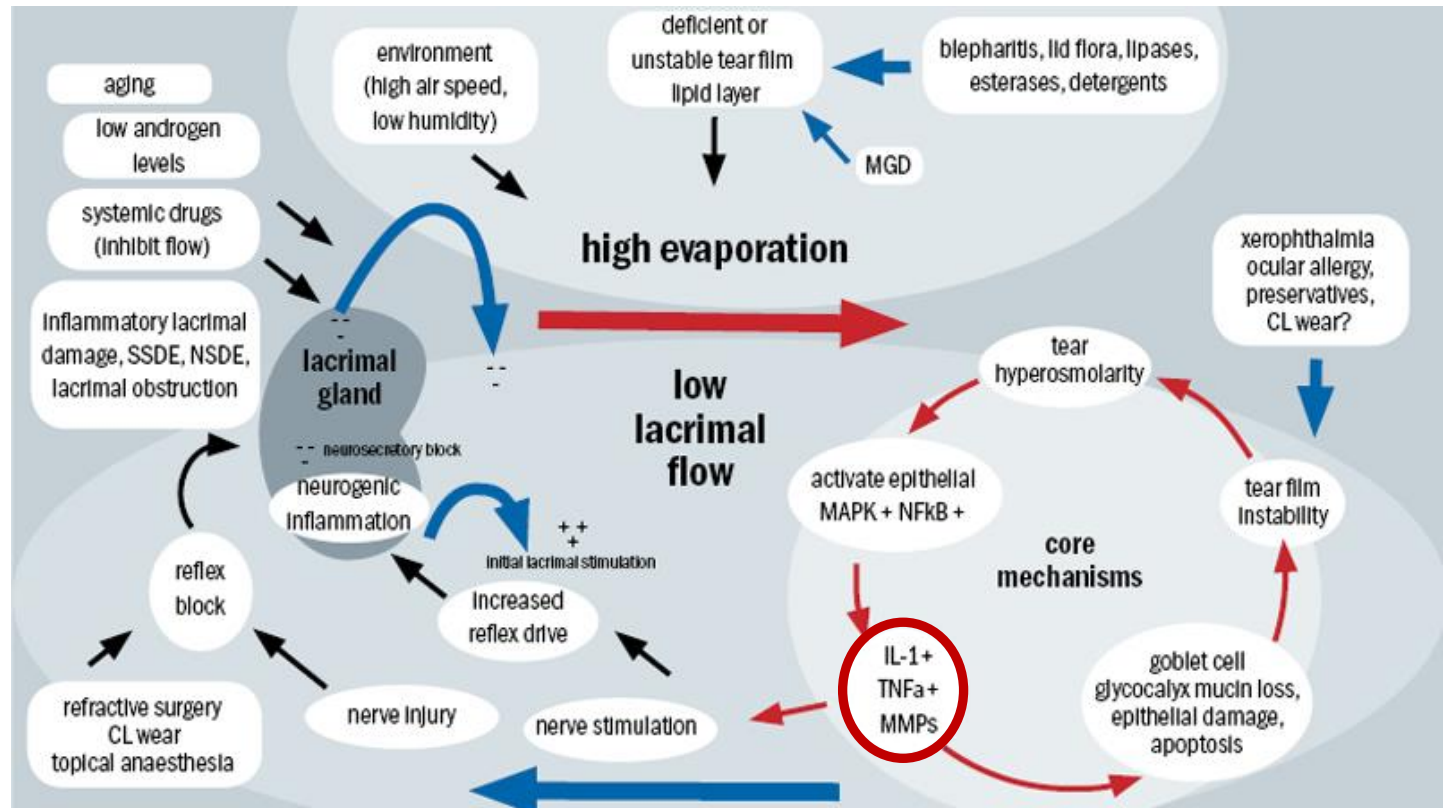 deficient or
unstable tear film
lipid layer
blepharitis, lid flora, lipases,
esterases, detergents
MGD
environment
(high air speed,
low humidity)
aging
low androgen
levels
systemic drugs
(inhibit flow)
inflammatory lacrimal
damage, SSDE, NSDE,
lacrimal obstruction
high evaporation
xerophthalmia
ocular allergy,
preservatives,
CL wear?
- -
-
lacrimal
gland
- -
-
low
lacrimal
flow
tear
hyperosmolarity
- -
-
neurosecretory block
neurogenic
inflammation
+ +
+
initial lacrimal stimulation
activate epithelial
MAPK + NFkB +
tear film
instability
core
mechanisms
reflex
block
increased
reflex drive
IL-1+
TNFa+
MMPs
goblet cell
glycocalyx mucin loss,
epithelial damage,
apoptosis
refractive surgery
CL wear
topical anaesthesia
nerve injury
nerve stimulation